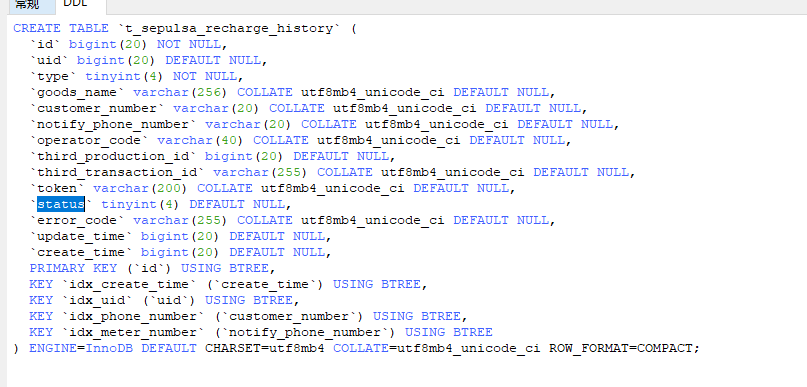 常规 DDL
CREATE TABLE `t_sepulsa_recharge_history` (
  `id` bigint(20) NOT NULL,
  `uid` bigint(20) DEFAULT NULL,
  `type` tinyint(4) NOT NULL,
  `goods_name` varchar(256) COLLATE utf8mb4_unicode_ci DEFAULT NULL,
  `customer_number` varchar(20) COLLATE utf8mb4_unicode_ci DEFAULT NULL,
  `notify_phone_number` varchar(20) COLLATE utf8mb4_unicode_ci DEFAULT NULL,
  `operator_code` varchar(40) COLLATE utf8mb4_unicode_ci DEFAULT NULL,
  `third_production_id` bigint(20) DEFAULT NULL,
  `third_transaction_id` varchar(255) COLLATE utf8mb4_unicode_ci DEFAULT NULL,
  `token` varchar(200) COLLATE utf8mb4_unicode_ci DEFAULT NULL,
  `status` tinyint(4) DEFAULT NULL,
  `error_code` varchar(255) COLLATE utf8mb4_unicode_ci DEFAULT NULL,
  `update_time` bigint(20) DEFAULT NULL,
  `create_time` bigint(20) DEFAULT NULL,
  PRIMARY KEY (`id`) USING BTREE,
  KEY `idx_create_time` (`create_time`) USING BTREE,
  KEY `idx_uid` (`uid`) USING BTREE,
  KEY `idx_phone_number` (`customer_number`) USING BTREE,
  KEY `idx_meter_number` (`notify_phone_number`) USING BTREE
) ENGINE=InnoDB DEFAULT CHARSET=utf8mb4 COLLATE=utf8mb4_unicode_ci ROW_FORMAT=COMPACT;